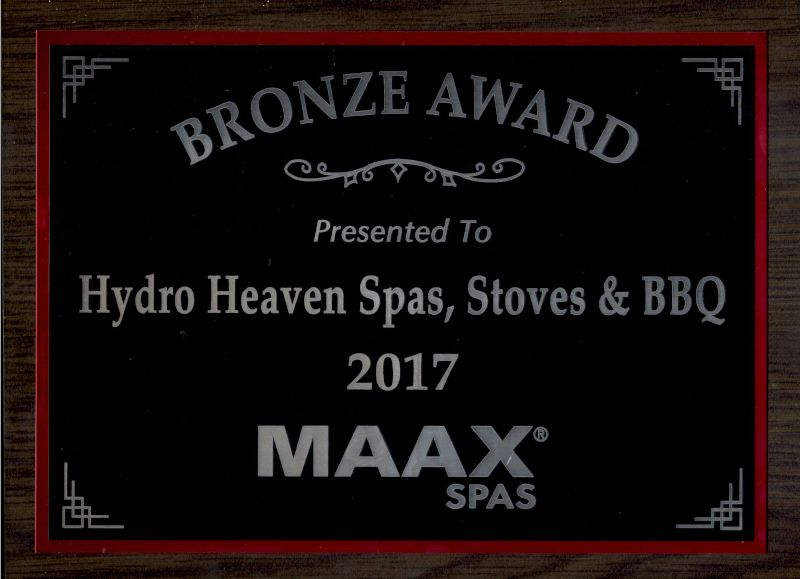 BRONZE AWARD
Presented To
Hydro Heaven Spas, Stoves & BBQ
2017
MAAX®
SPAS